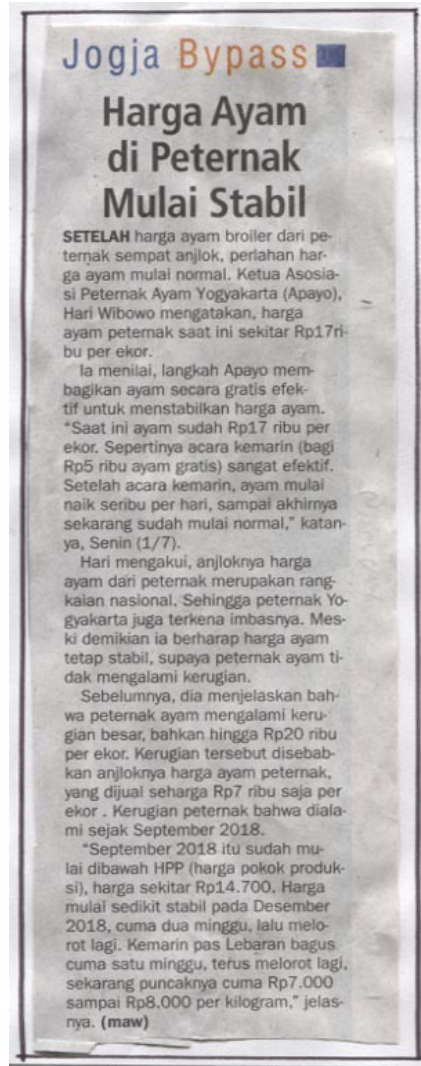 Jogja Bypass
Harga Ayam
di Peternak
Mulai Stabil
SETELAH harga ayam broiler dari pe-
ternak sempat anjlok, perlahan har-
ga ayam mulai normal. Ketua Asosia-
si Peternak Ayam Yogyakarta (Apayo),
Hari Wibowo mengatakan, harga
ayam peternak saat ini sekitar Rp17ri-
bu per ekor.
Ia menilai, langkah Apayo mem-
bagikan ayam secara gratis efek-
tif untuk menstabilkan harga ayam.
“Saat ini ayam sudah Rp17 ribu per
ekor. Sepertinya acara kemarin (bagi
Rp5 ribu ayam gratis) sangat efektif.
Setelah acara kemarin, ayam mulai
naik seribu per hari, sampai akhirnya
sekarang sudah mulai normal,” katan-
ya, Senin (1/7).
Hari mengakui, anjloknya harga
ayam dari peternak merupakan rang-
kaian nasional. Sehingga peternak Yo-
gyakarta juga terkena imbasnya. Mes-
ki demikian ia berharap harga ayam
tetap stabil, supaya peternak ayam ti-
dak mengalami kerugian.
Sebelumnya, dia menjelaskan bah-
wa peternak ayam mengalami keru-
gian besar, bahkan hingga Rp20 ribu
per ekor. Kerugian tersebut disebab-
kan anjloknya harga ayam peternak,
yang dijual seharga Rp7 ribu saja per
ekor . Kerugian peternak bahwa diala-
mi sejak September 2018.
“September 2018 itu sudah mu-
lai dibawah HPP (harga pokok produk-
si), harga sekitar Rp14.700. Harga
mulai sedikit stabil pada Desember
2018, cuma dua minggu, lalu melo-
rot lagi. Kemarin pas Lebaran bagus
cuma satu minggu, terus melorot lagi,
sekarang puncaknya cuma Rp7.000
sampai Rp8.000 per kilogram,” jelas-
nya. (maw)